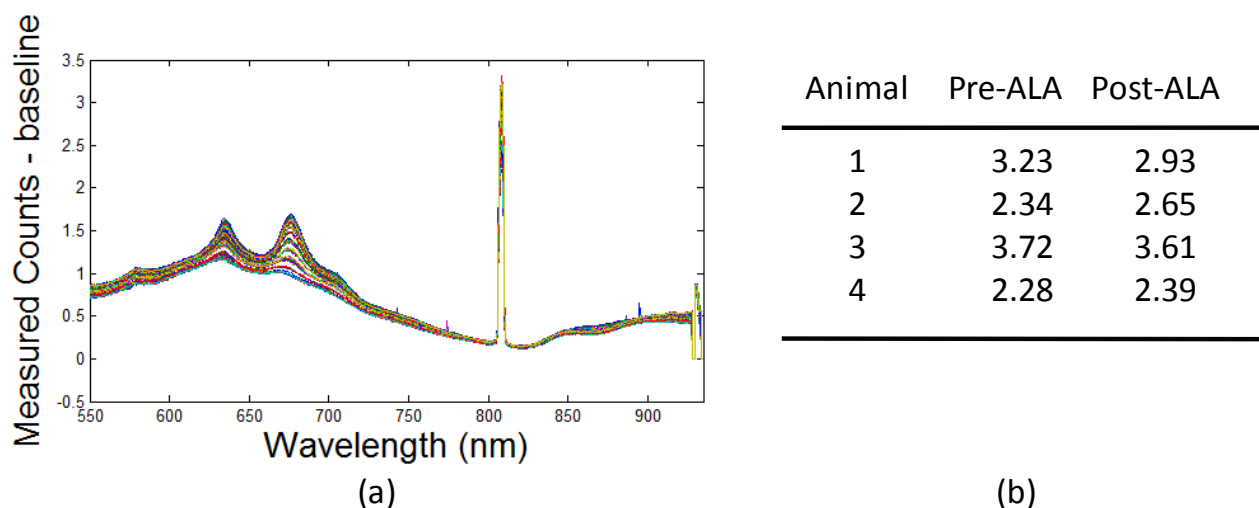 Measured Counts - baseline
3.5
3
2.5
2
1.5
1
0.5
0
-0.5
550 600 650 700 750 800 850 900
Wavelength (nm)
(a)
Animal Pre-ALA Post-ALA
1 3.23 2.93
2 2.34 2.65
3 3.72 3.61
4 2.28 2.39
(b)